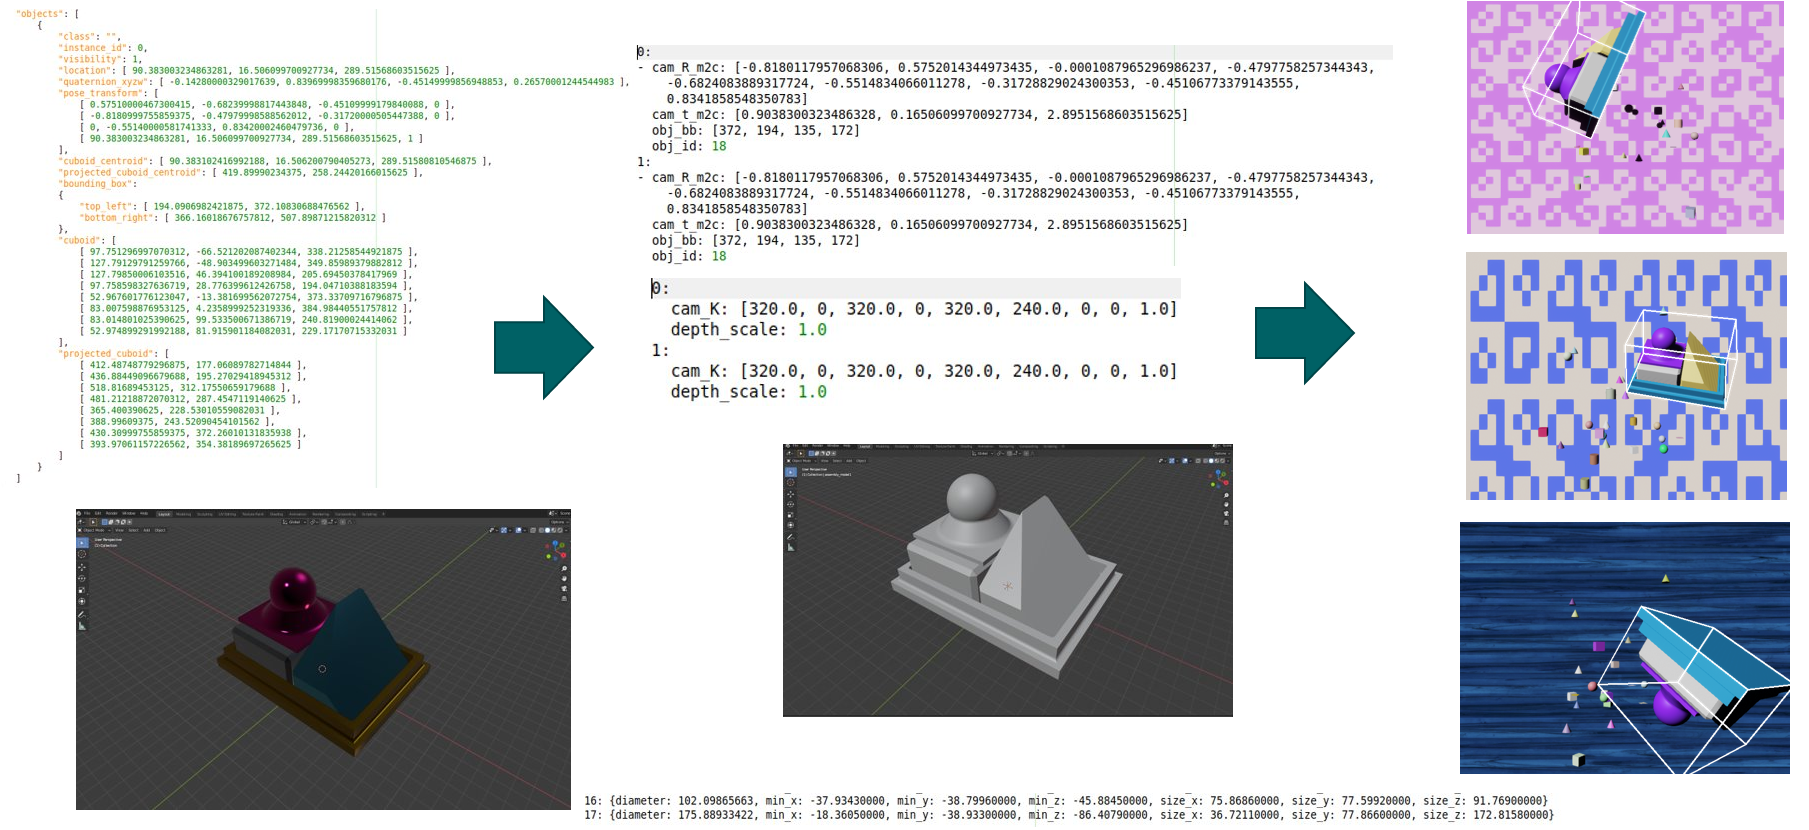 "objects": [
{
"class": "",
"instance_id": 0,
"visibility": 1,
"location": [ 90.383003234863281, 16.506099700927734, 289.51568603515625 ],
"quaternion_xyzw": [ -0.14280000329017639, 0.83969998359680176, -0.45149999856948853, 0.26570001244544983 ],
"pose_transform": [
[ 0.57510000467300415, -0.68239998817443848, -0.45109999179840088, 0 ],
[ -0.8180999755859375, -0.47979998588562012, -0.31720000505447388, 0 ],
[ 0, -0.55140000581741333, 0.83420002460479736, 0 ],
[ 90.383003234863281, 16.506099700927734, 289.51568603515625, 1 ]
],
"cuboid_centroid": [ 90.383102416992188, 16.506200790405273, 289.51580810546875 ],
"projected_cuboid_centroid": [ 419.89990234375, 258.24420166015625 ],
"bounding_box":
{
"top_left": [ 194.0906982421875, 372.10830688476562 ],
"bottom_right": [ 366.16018676757812, 507.89871215820312 ]
},
"cuboid": [
[ 97.751296997070312, -66.521202087402344, 338.21258544921875 ],
[ 127.79129791259766, -48.903499603271484, 349.85989379882812 ],
[ 127.79850006103516, 46.394100189208984, 205.69450378417969 ],
[ 97.758598327636719, 28.776399612426758, 194.04710388183594 ],
[ 52.967601776123047, -13.381699562072754, 373.33709716796875 ],
[ 83.007598876953125, 4.2358999252319336, 384.98440551757812 ],
[ 83.014801025390625, 99.533500671386719, 240.81900024414062 ],
[ 52.974899291992188, 81.915901184082031, 229.17170715332031 ]
],
"projected_cuboid": [
[ 412.48748779296875, 177.06089782714844 ],
[ 436.88449096679688, 195.27029418945312 ],
[ 518.81689453125, 312.17550659179688 ],
[ 481.21218872070312, 287.4547119140625 ],
[ 365.400390625, 228.53010559082031 ],
[ 388.99609375, 243.52090454101562 ],
[ 430.30999755859375, 372.26010131835938 ],
[ 393.97061157226562, 354.38189697265625 ]
]
}
]
0:
- cam_R_m2c: [-0.8180117957068306, 0.5752014344973435, -0.0001087965296986237, -0.4797758257344343,
-0.6824083889317724, -0.5514834066011278, -0.31728829024300353, -0.45106773379143555,
0.8341858548350783]
cam_t_m2c: [0.9038300323486328, 0.16506099700927734, 2.8951568603515625]
obj_bb: [372, 194, 135, 172]
obj_id: 18
1:
- cam_R_m2c: [-0.8180117957068306, 0.5752014344973435, -0.0001087965296986237, -0.4797758257344343,
-0.6824083889317724, -0.5514834066011278, -0.31728829024300353, -0.45106773379143555,
0.8341858548350783]
cam_t_m2c: [0.9038300323486328, 0.16506099700927734, 2.8951568603515625]
obj_bb: [372, 194, 135, 172]
obj_id: 18
0:
cam_K: [320.0, 0, 320.0, 0, 320.0, 240.0, 0, 0, 1.0]
depth_scale: 1.0
1:
cam_K: [320.0, 0, 320.0, 0, 320.0, 240.0, 0, 0, 1.0]
depth_scale: 1.0
16: {diameter: 102.09865663, min_x: -37.93430000, min_y: -38.79960000, min_z: -45.88450000, size_x: 75.86860000, size_y: 77.59920000, size_z: 91.76900000}
17: {diameter: 175.88933422, min_x: -18.36050000, min_y: -38.93300000, min_z: -86.40790000, size_x: 36.72110000, size_y: 77.86600000, size_z: 172.81580000}